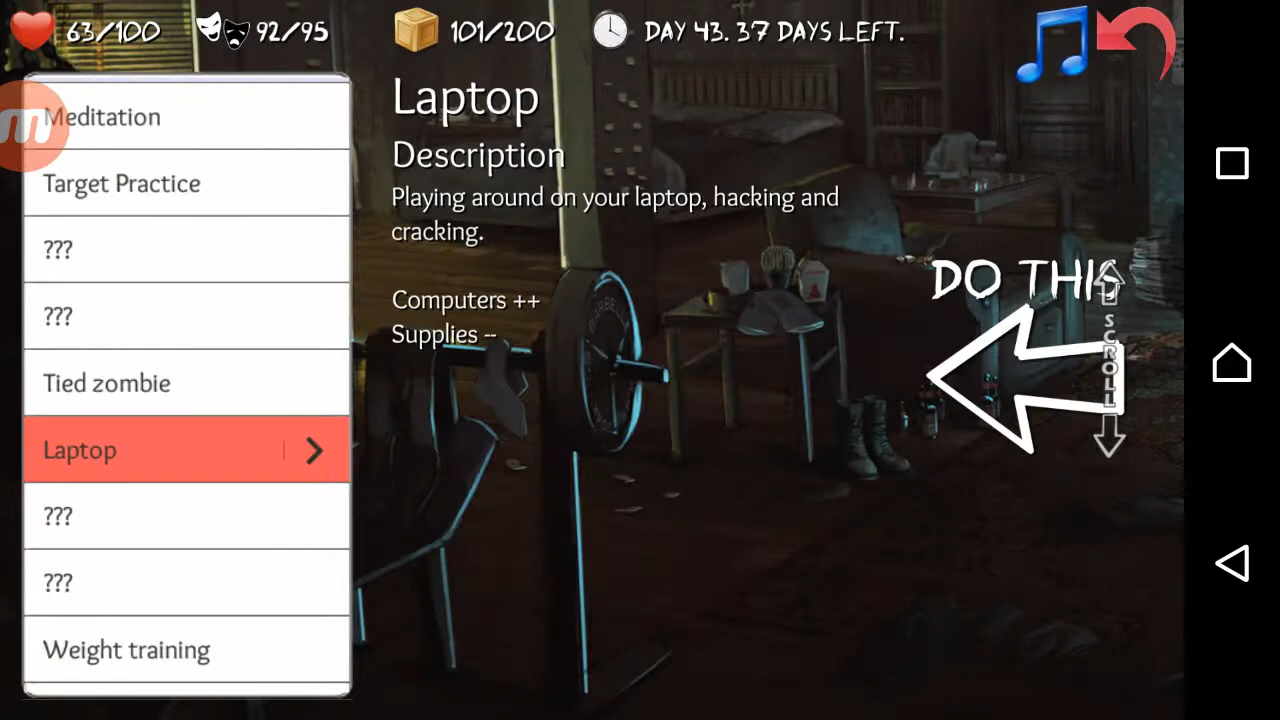 63/100
92/95
101/200
DAY 43. 37 DAYS LEFT.
Meditation
Target Practice
???
???
Tied zombie
Laptop
???
???
Weight training
Laptop
Description
Playing around on your laptop, hacking and
cracking.
Computers ++
Supplies --
DO THIS
SCROLL